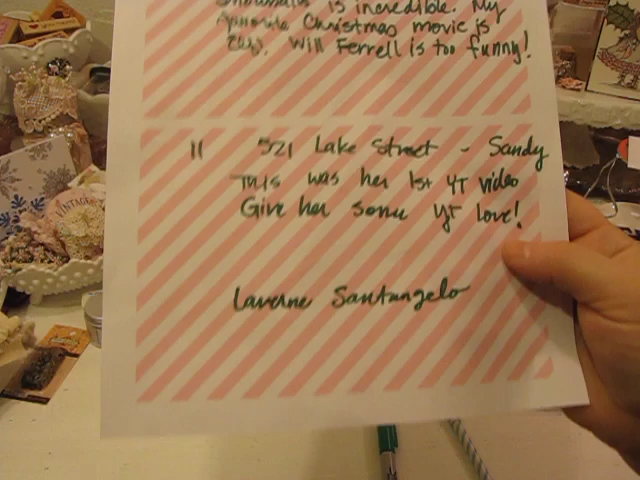 is incredible. My
favorite Christmas movie is
Elf. Will Ferrell is too funny!
11 521 Lake Street - Sandy
This was her 1st YT video
Give her some YT love!
Laverne Santangelo
VINTAGE